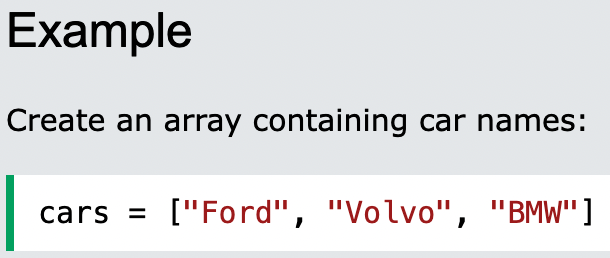 Example
Create an array containing car names:
cars = ["Ford", "Volvo", "BMW"]